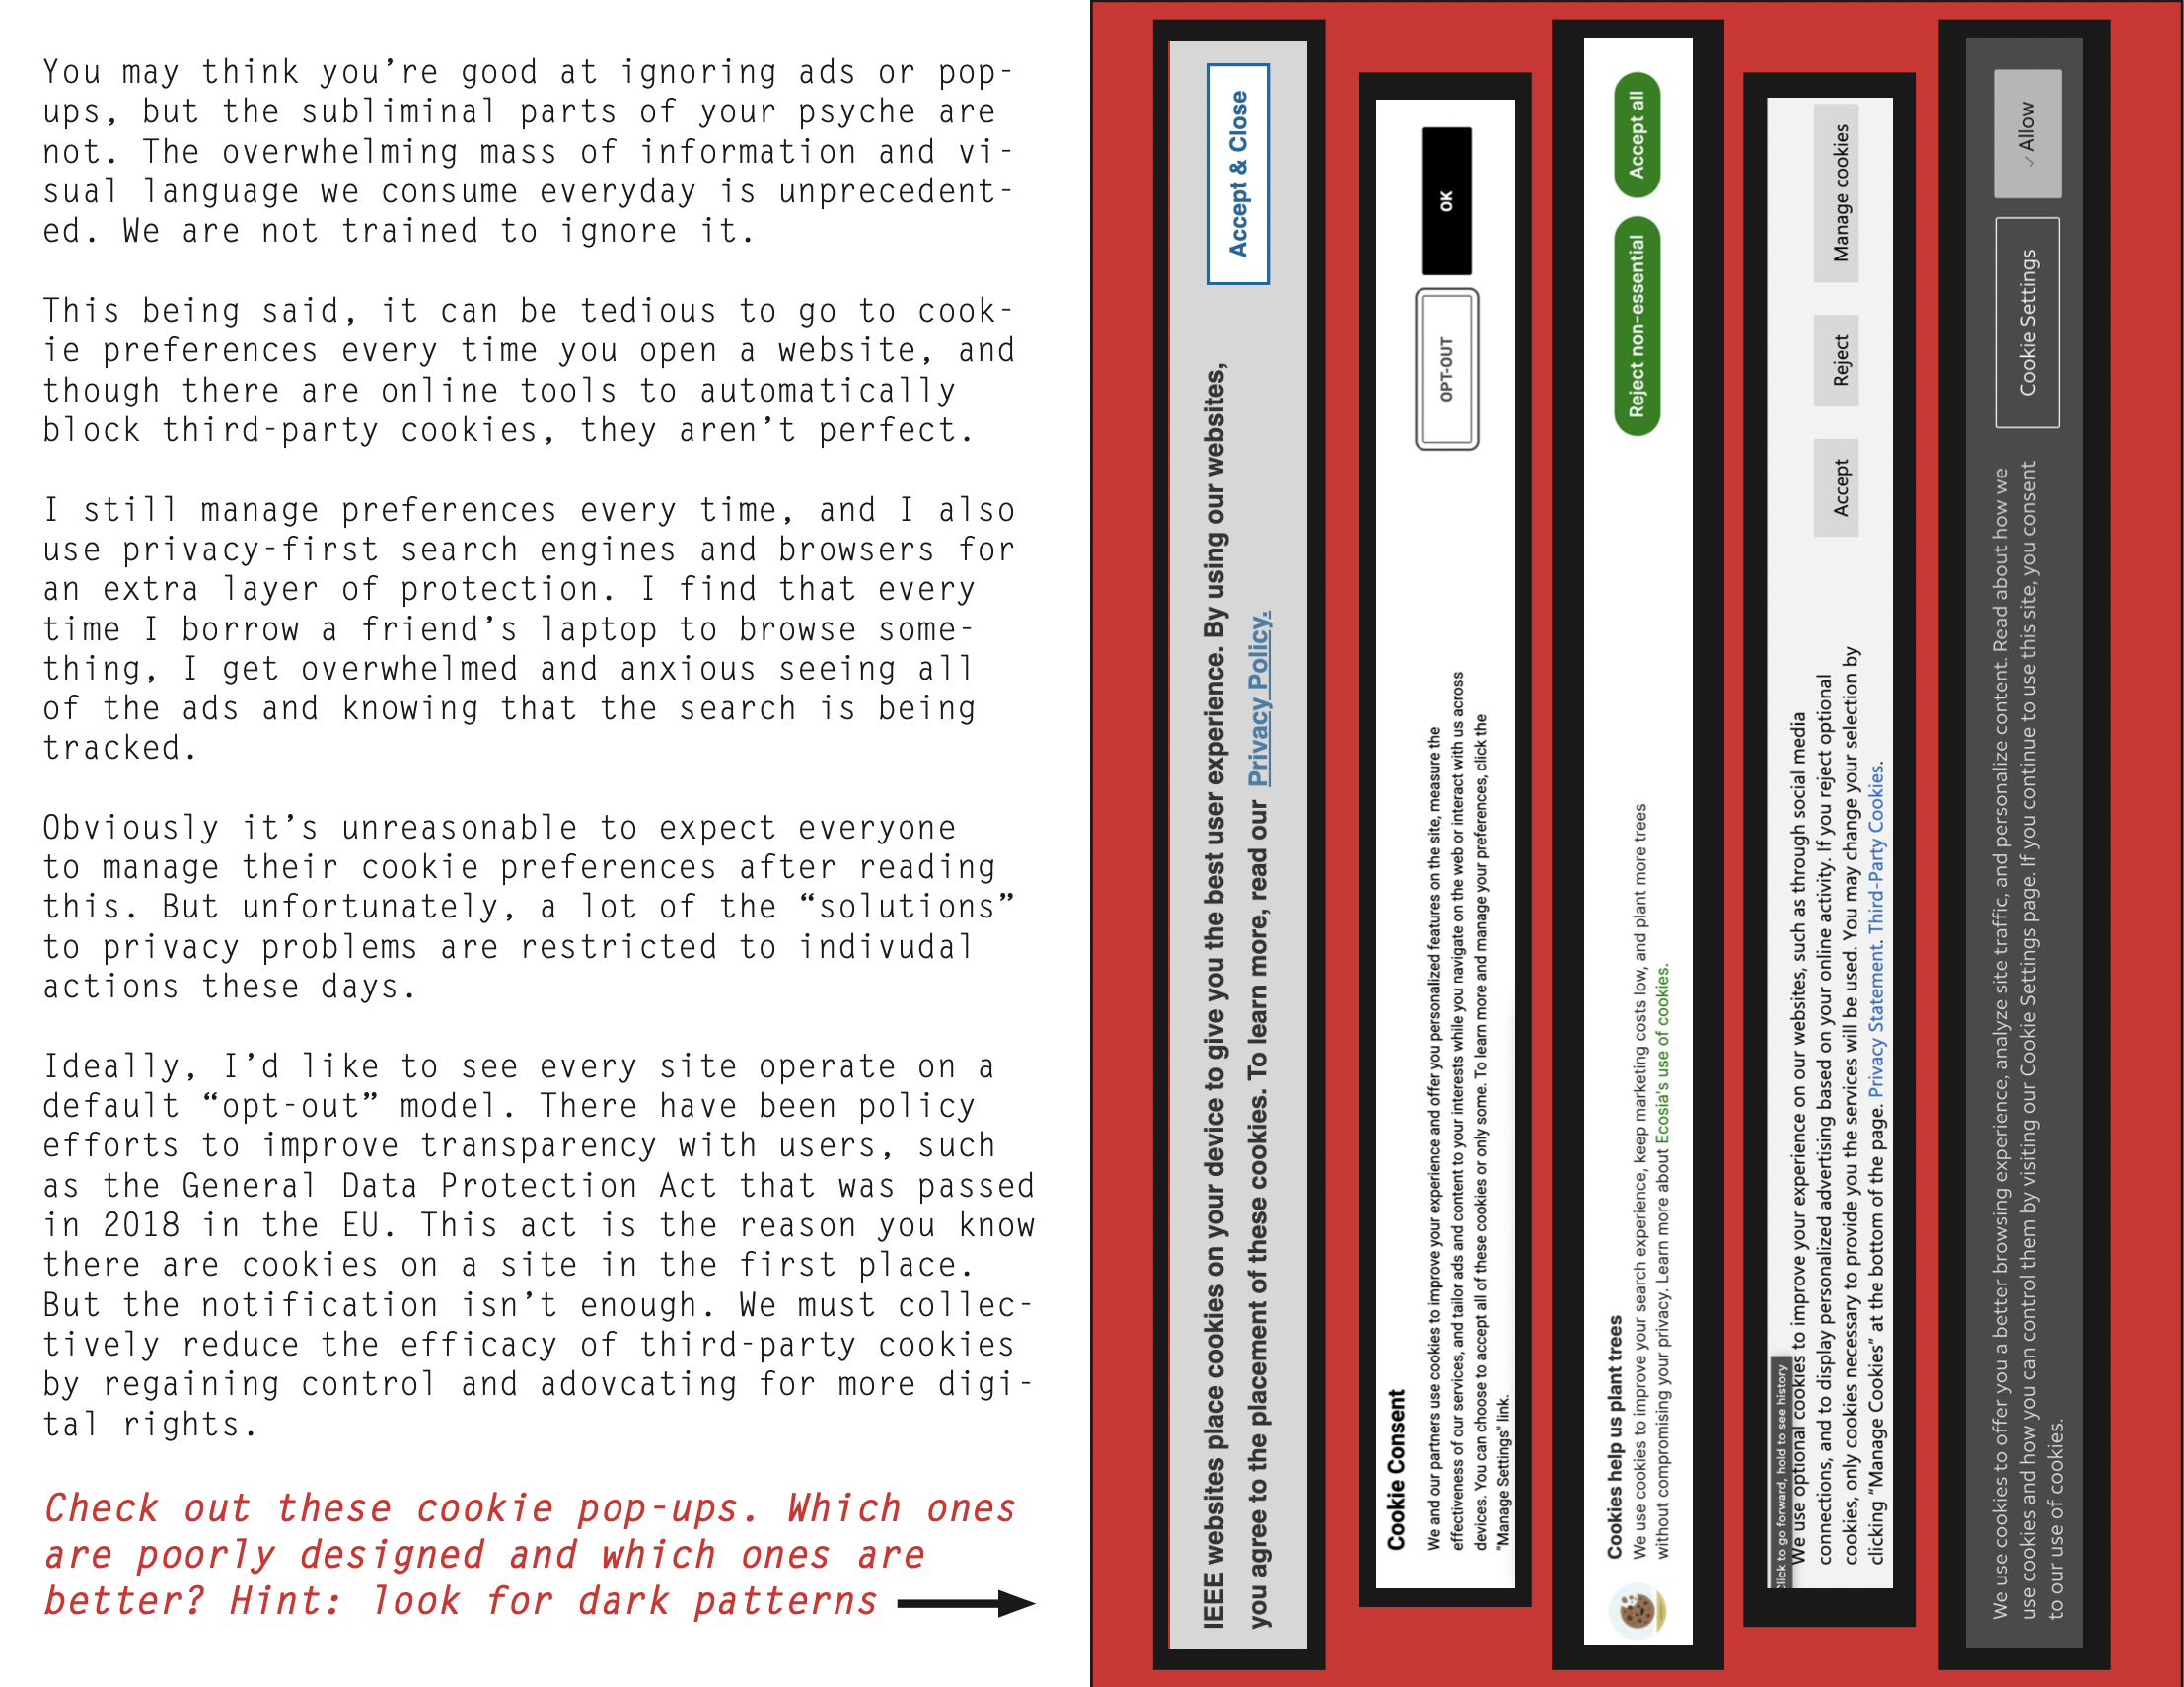 You may think you're good at ignoring ads or pop-
ups, but the subliminal parts of your psyche are
not. The overwhelming mass of information and vi-
sual language we consume everyday is unprecedent-
ed. We are not trained to ignore it.
This being said, it can be tedious to go to cook-
ie preferences every time you open a website, and
though there are online tools to automatically
block third-party cookies, they aren't perfect.
I still manage preferences every time, and I also
use privacy-first search engines and browsers for
an extra layer of protection. I find that every
time I borrow a friend's laptop to browse some-
thing, I get overwhelmed and anxious seeing all
of the ads and knowing that the search is being
tracked.
Obviously it's unreasonable to expect everyone
to manage their cookie preferences after reading
this. But unfortunately, a lot of the “solutions”
to privacy problems are restricted to indivudal
actions these days.
Ideally, I'd like to see every site operate on a
default “opt-out” model. There have been policy
efforts to improve transparency with users, such
as the General Data Protection Act that was passed
in 2018 in the EU. This act is the reason you know
there are cookies on a site in the first place.
But the notification isn't enough. We must collec-
tively reduce the efficacy of third-party cookies
by regaining control and adovcating for more digi-
tal rights.
Check out these cookie pop-ups. Which ones
are poorly designed and which ones are
better? Hint: look for dark patterns
IEEE websites place cookies on your device to give you the best user experience. By using our websites,
you agree to the placement of these cookies. To learn more, read our Privacy Policy.
Accept & Close
Cookie Consent
We and our partners use cookies to improve your experience and offer you personalized features on the site, measure the
effectiveness of our services, and tailor ads and content to your interests while you navigate on the web or interact with us across
devices. You can choose to accept all of these cookies or only some. To learn more and manage your preferences, click the
"Manage Settings" link.
OPT-OUT
OK
Cookies help us plant trees
We use cookies to improve your search experience, keep marketing costs low, and plant more trees
without compromising your privacy. Learn more about Ecosia's use of cookies.
Reject non-essential
Accept all
Click to go forward, hold to see history
We use optional cookies to improve your experience on our websites, such as through social media
connections, and to display personalized advertising based on your online activity. If you reject optional
cookies, only cookies necessary to provide you the services will be used. You may change your selection by
clicking "Manage Cookies" at the bottom of the page. Privacy Statement. Third-Party Cookies.
Accept
Reject
Manage cookies
We use cookies to offer you a better browsing experience, analyze site traffic, and personalize content. Read about how we
use cookies and how you can control them by visiting our Cookie Settings page. If you continue to use this site, you consent
to our use of cookies.
Cookie Settings
✓ Allow